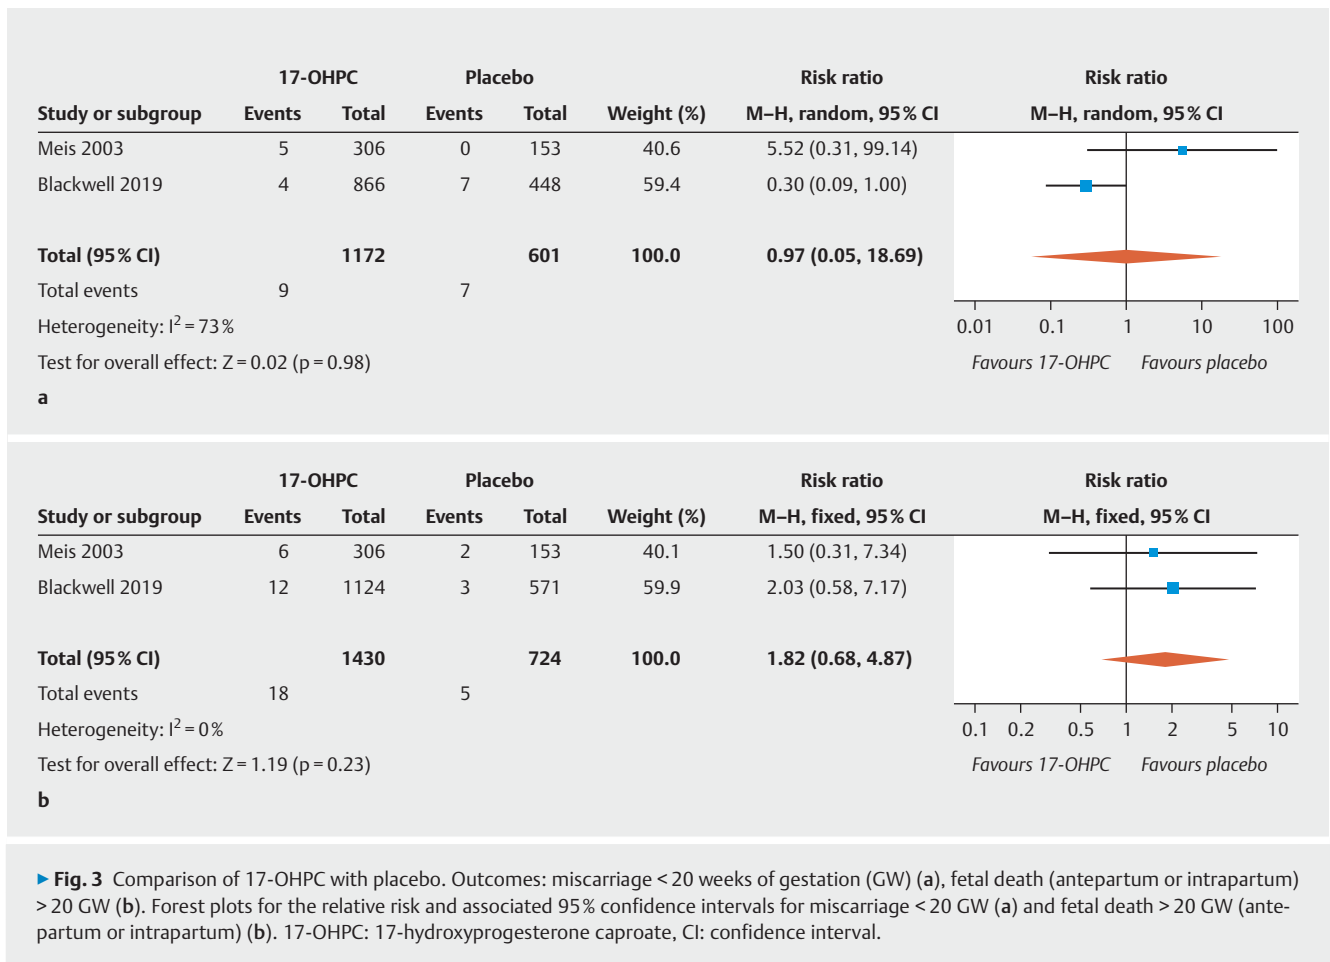 17-OHPC Placebo Risk ratio Risk ratio
Study or subgroup Events Total Events Total Weight (%) M–H, random, 95% CI M–H, random, 95% CI
Meis 2003 5 306 0 153 40.6 5.52 (0.31, 99.14)
Blackwell 2019 4 866 7 448 59.4 0.30 (0.09, 1.00)
Total (95% CI) 1172 601 100.0 0.97 (0.05, 18.69)
Total events 9 7
Heterogeneity: I² = 73%
0.01 0.1 1 10 100
Test for overall effect: Z = 0.02 (p = 0.98)
Favours 17-OHPC Favours placebo
a
17-OHPC Placebo Risk ratio Risk ratio
Study or subgroup Events Total Events Total Weight (%) M–H, fixed, 95% CI M–H, fixed, 95% CI
Meis 2003 6 306 2 153 40.1 1.50 (0.31, 7.34)
Blackwell 2019 12 1124 3 571 59.9 2.03 (0.58, 7.17)
Total (95% CI) 1430 724 100.0 1.82 (0.68, 4.87)
Total events 18 5
Heterogeneity: I² = 0%
0.1 0.2 0.5 1 2 5 10
Test for overall effect: Z = 1.19 (p = 0.23)
Favours 17-OHPC Favours placebo
b
▶ Fig. 3 Comparison of 17-OHPC with placebo. Outcomes: miscarriage < 20 weeks of gestation (GW) (a), fetal death (antepartum or intrapartum)
> 20 GW (b). Forest plots for the relative risk and associated 95% confidence intervals for miscarriage < 20 GW (a) and fetal death > 20 GW (ante-
partum or intrapartum) (b). 17-OHPC: 17-hydroxyprogesterone caproate, CI: confidence interval.